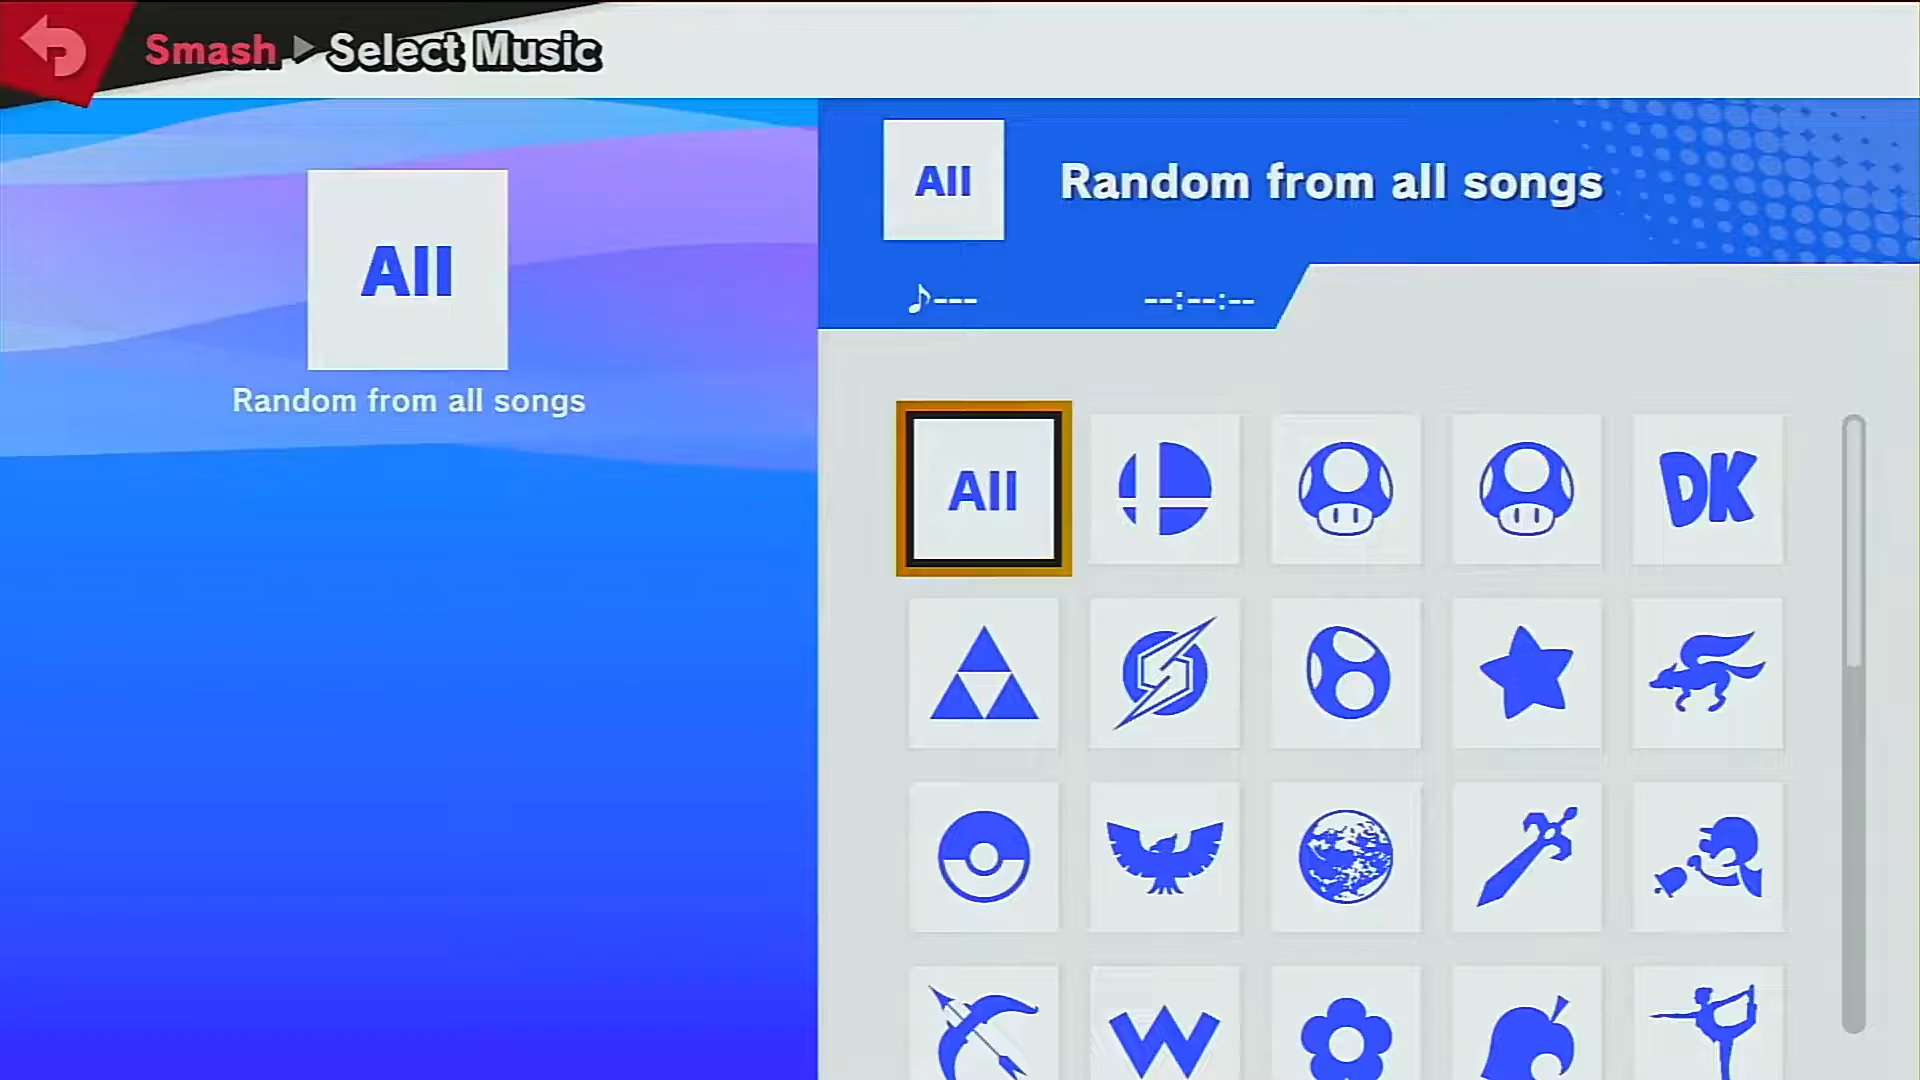 Smash ▶ Select Music
All
Random from all songs
All
Random from all songs
♪---
--:--:--
All
DK
W